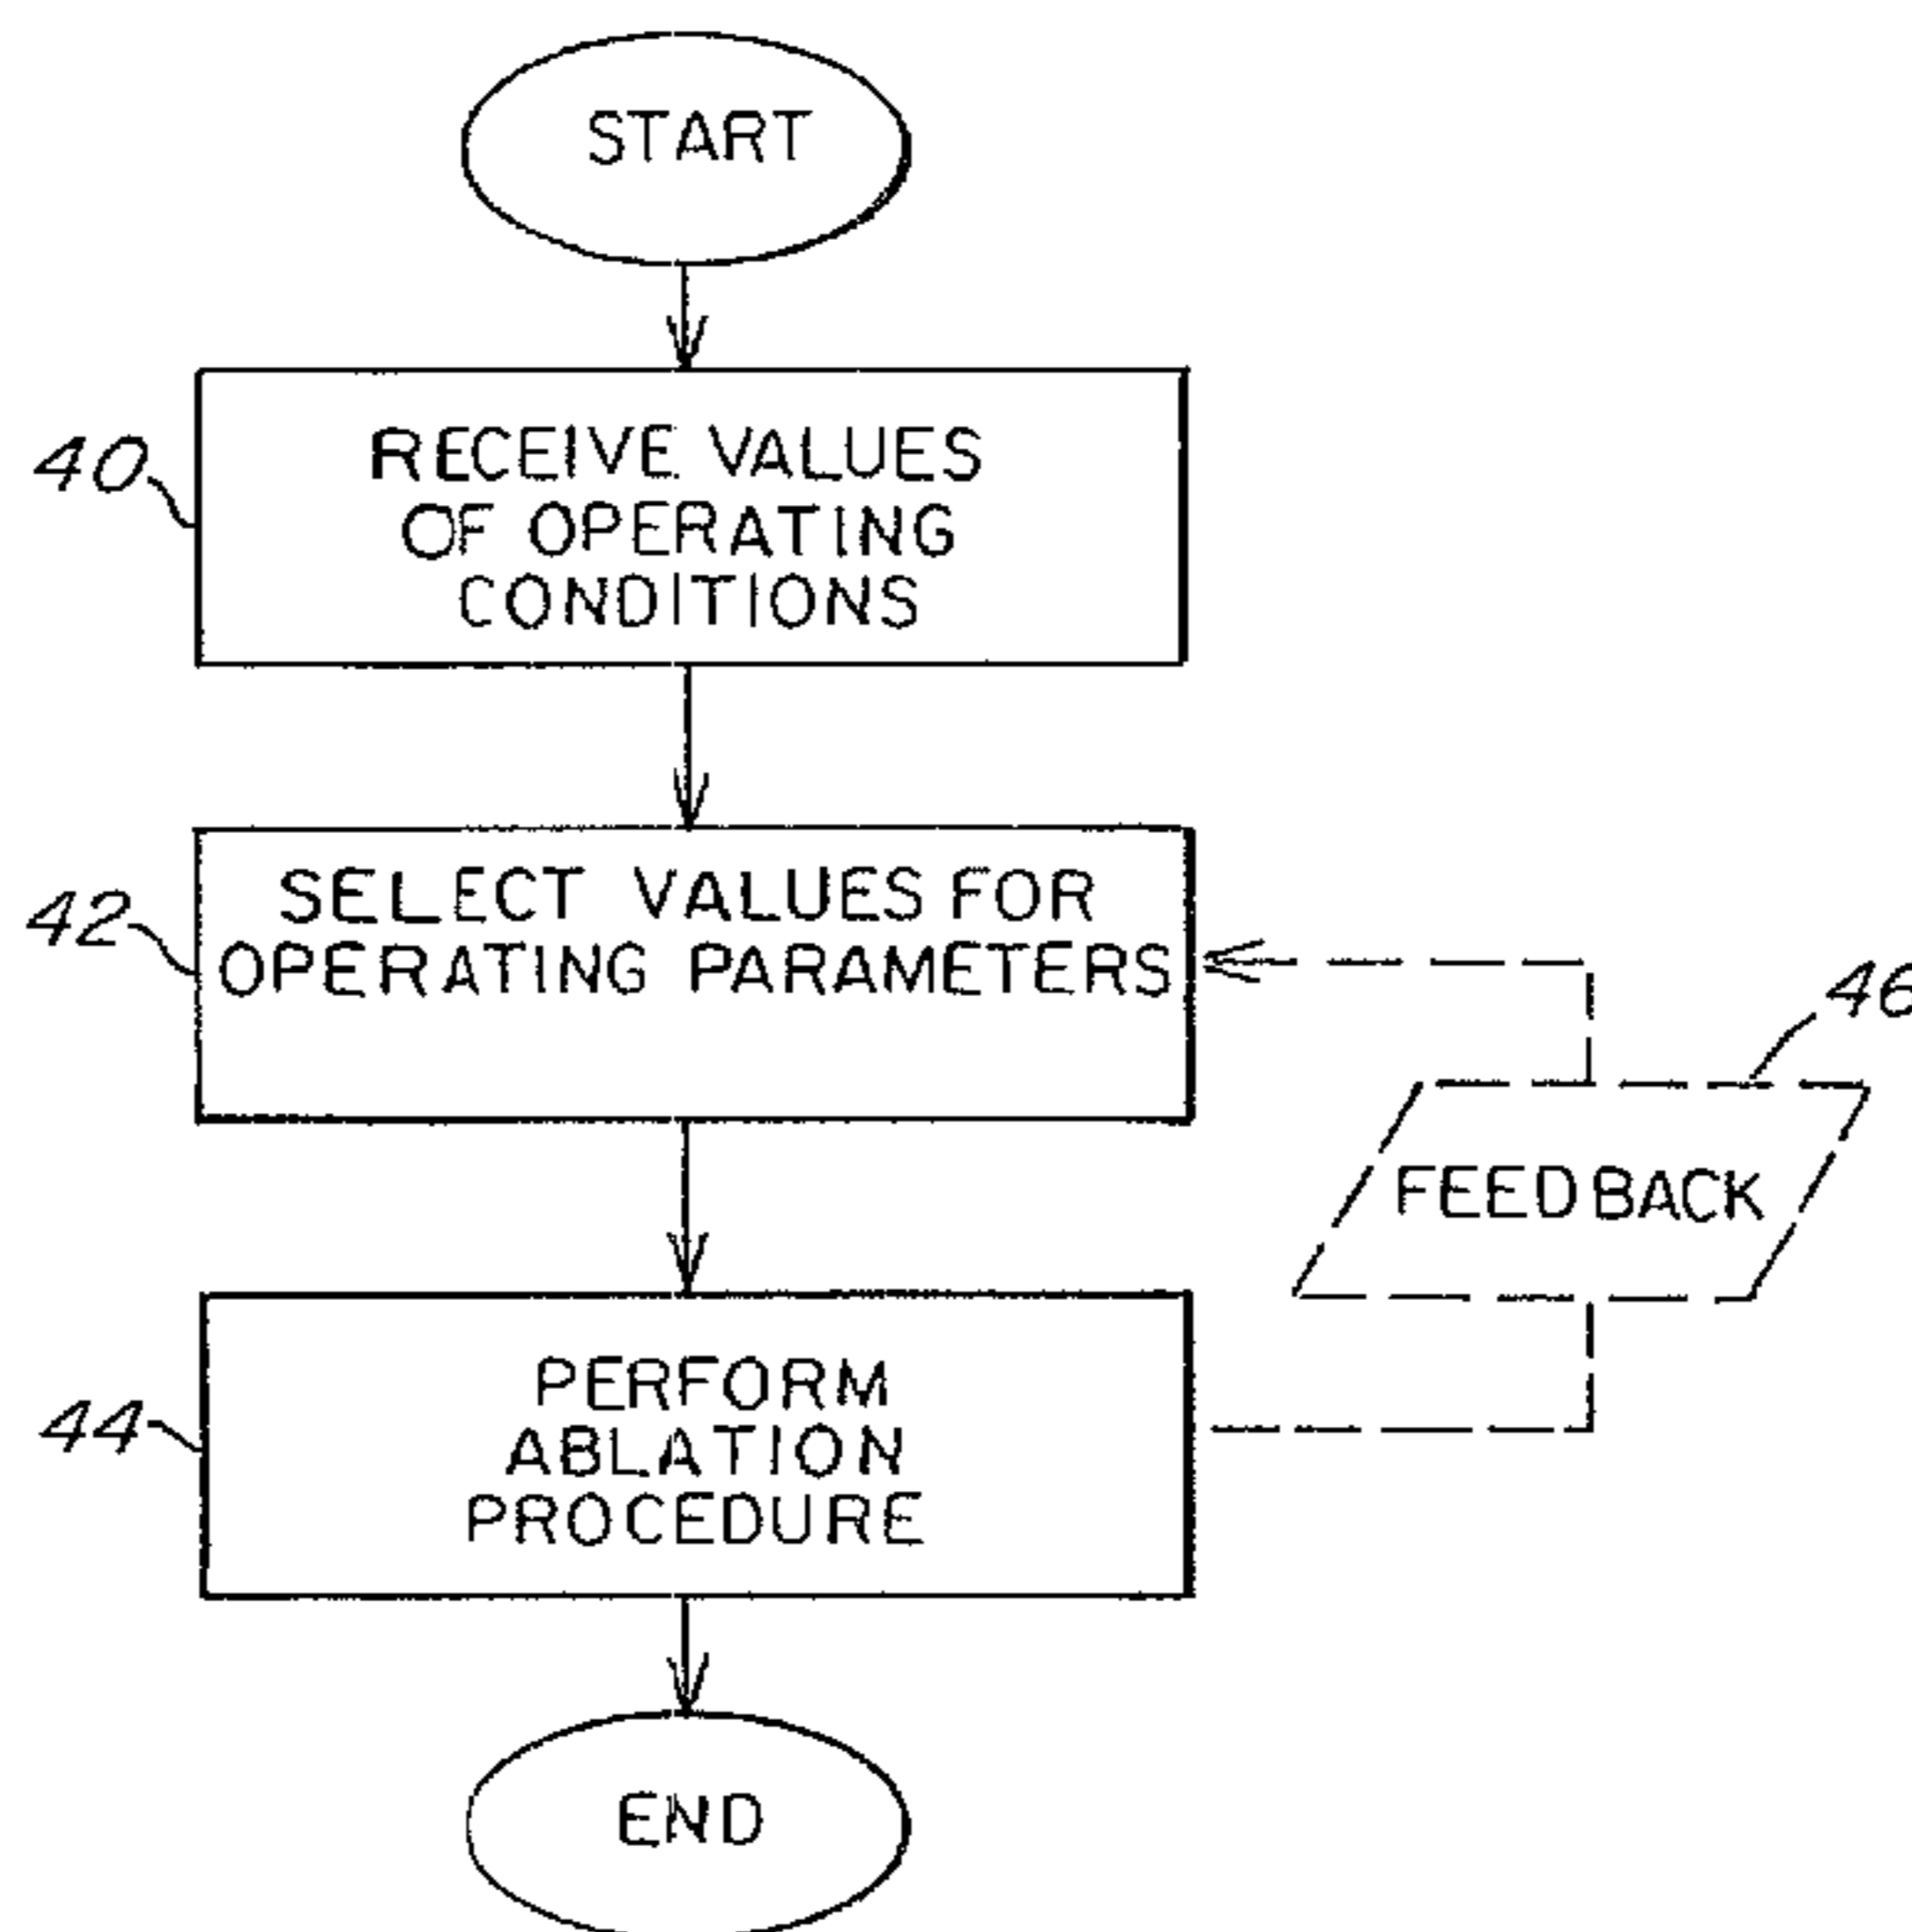 START
40
RECEIVE VALUES
OF OPERATING
CONDITIONS
42
SELECT VALUES FOR
OPERATING PARAMETERS
46
FEEDBACK
44
PERFORM
ABLATION
PROCEDURE
END